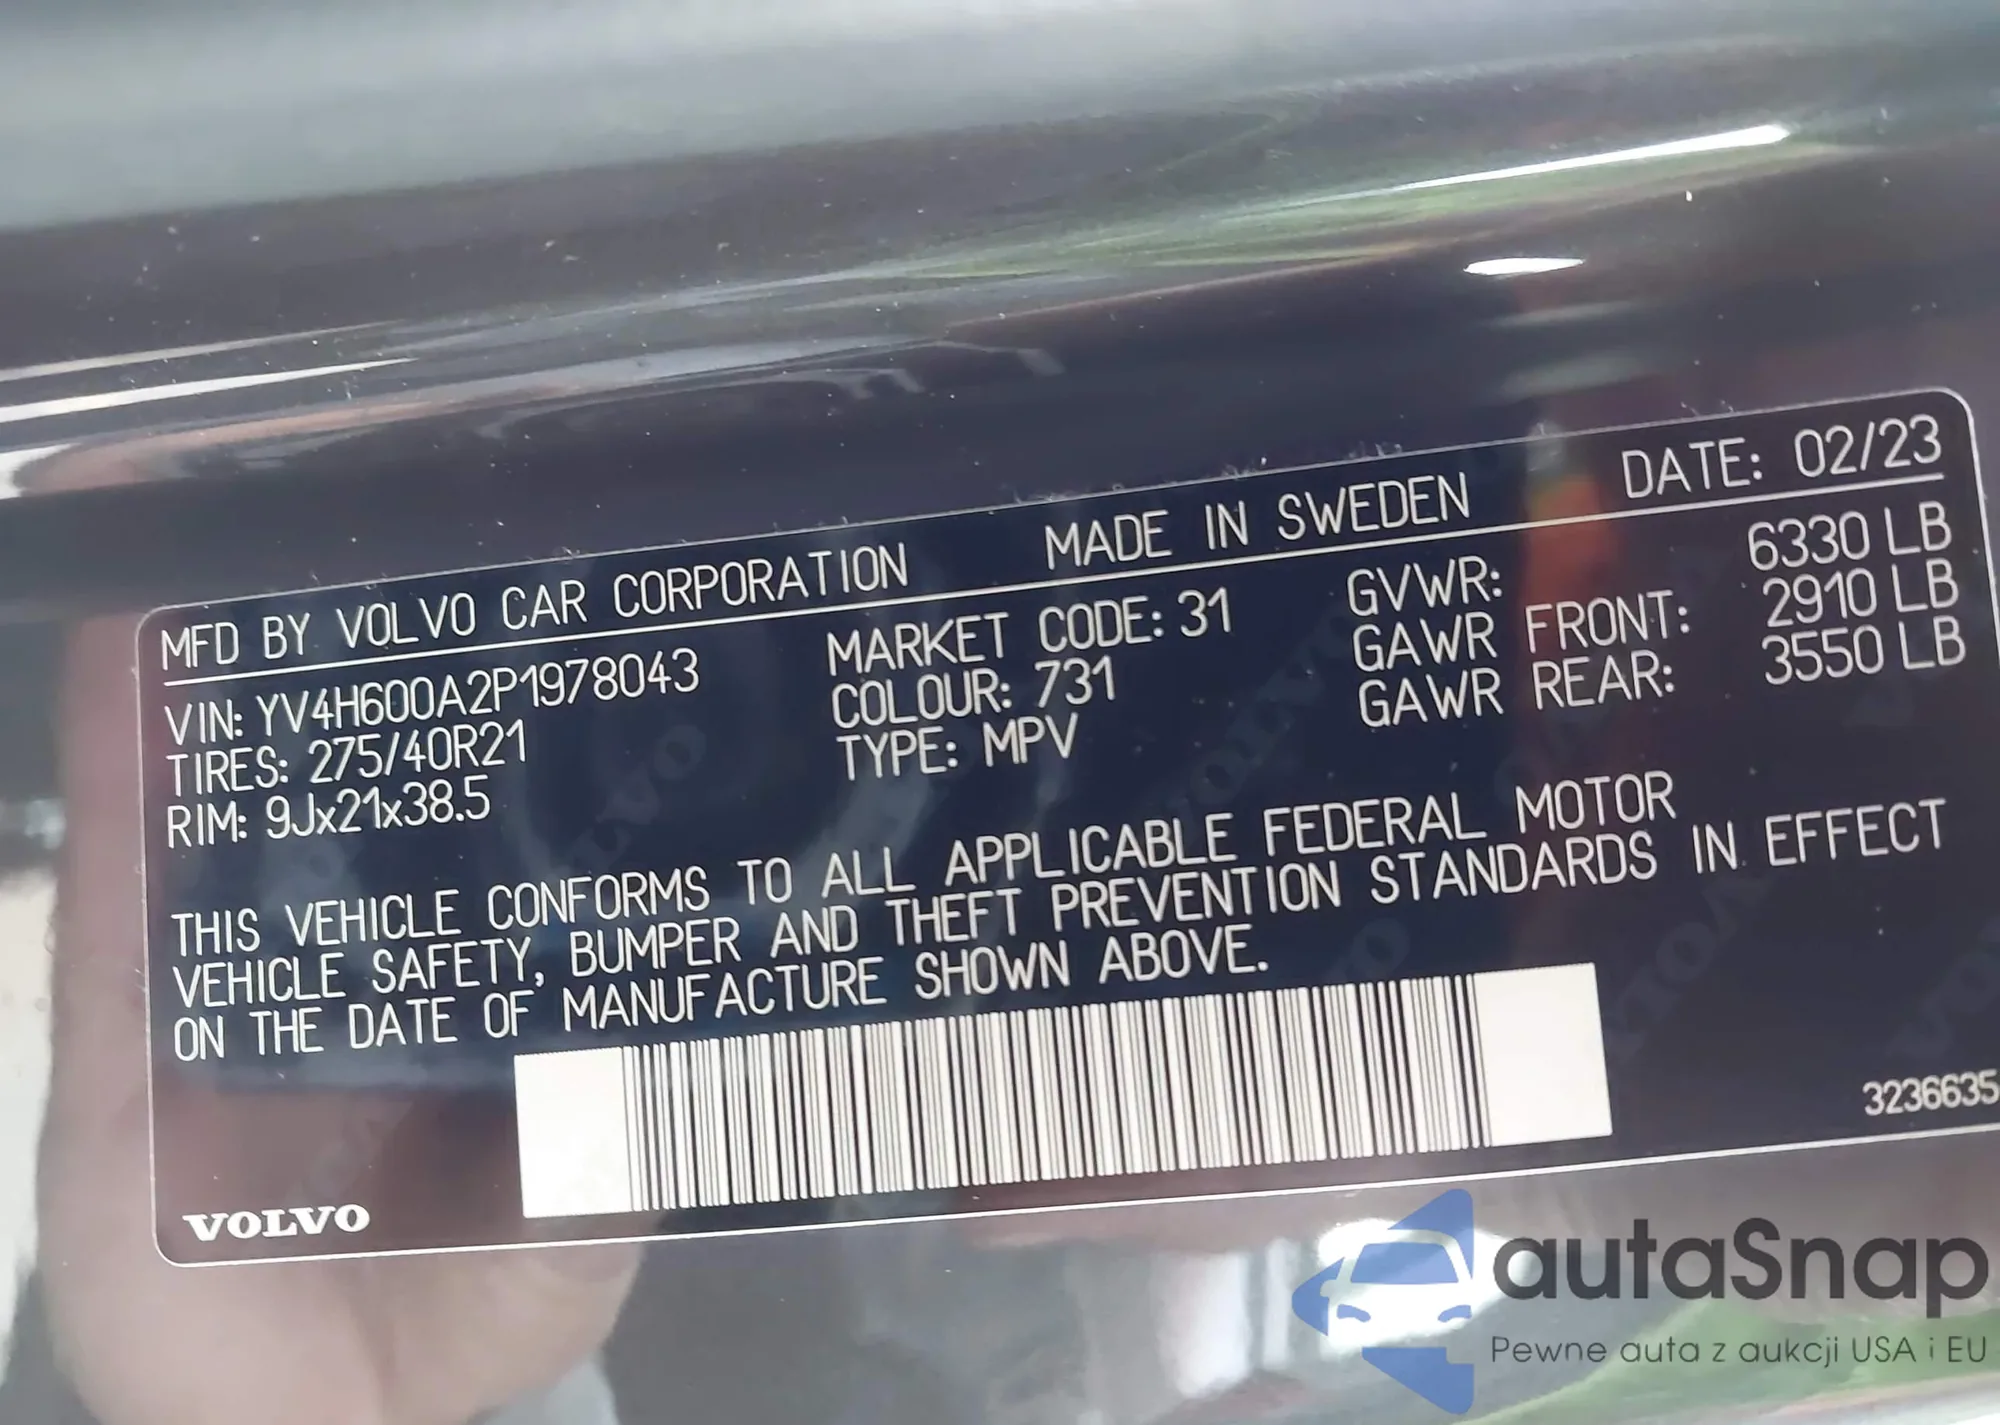 MFD BY VOLVO CAR CORPORATION MADE IN SWEDEN DATE: 02/23
VIN: YV4H600A2P1978043 MARKET CODE: 31 GVWR: 6330 LB
TIRES: 275/40R21 COLOUR: 731 GAWR FRONT: 2910 LB
RIM: 9Jx21x38.5 TYPE: MPV GAWR REAR: 3550 LB
THIS VEHICLE CONFORMS TO ALL APPLICABLE FEDERAL MOTOR
VEHICLE SAFETY, BUMPER AND THEFT PREVENTION STANDARDS IN EFFECT
ON THE DATE OF MANUFACTURE SHOWN ABOVE.
3236635
VOLVO
autaSnap
Pewne auta z aukcji USA i EU